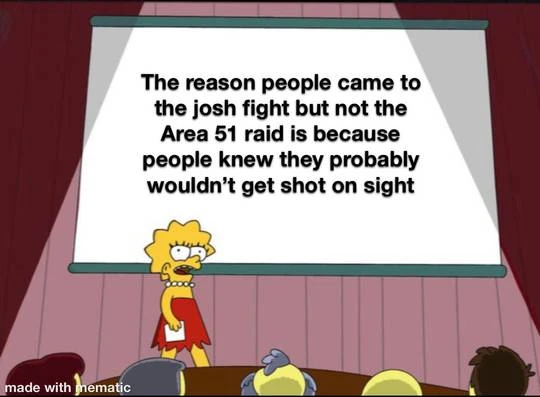 The reason people came to
the josh fight but not the
Area 51 raid is because
people knew they probably
wouldn’t get shot on sight
made with mematic